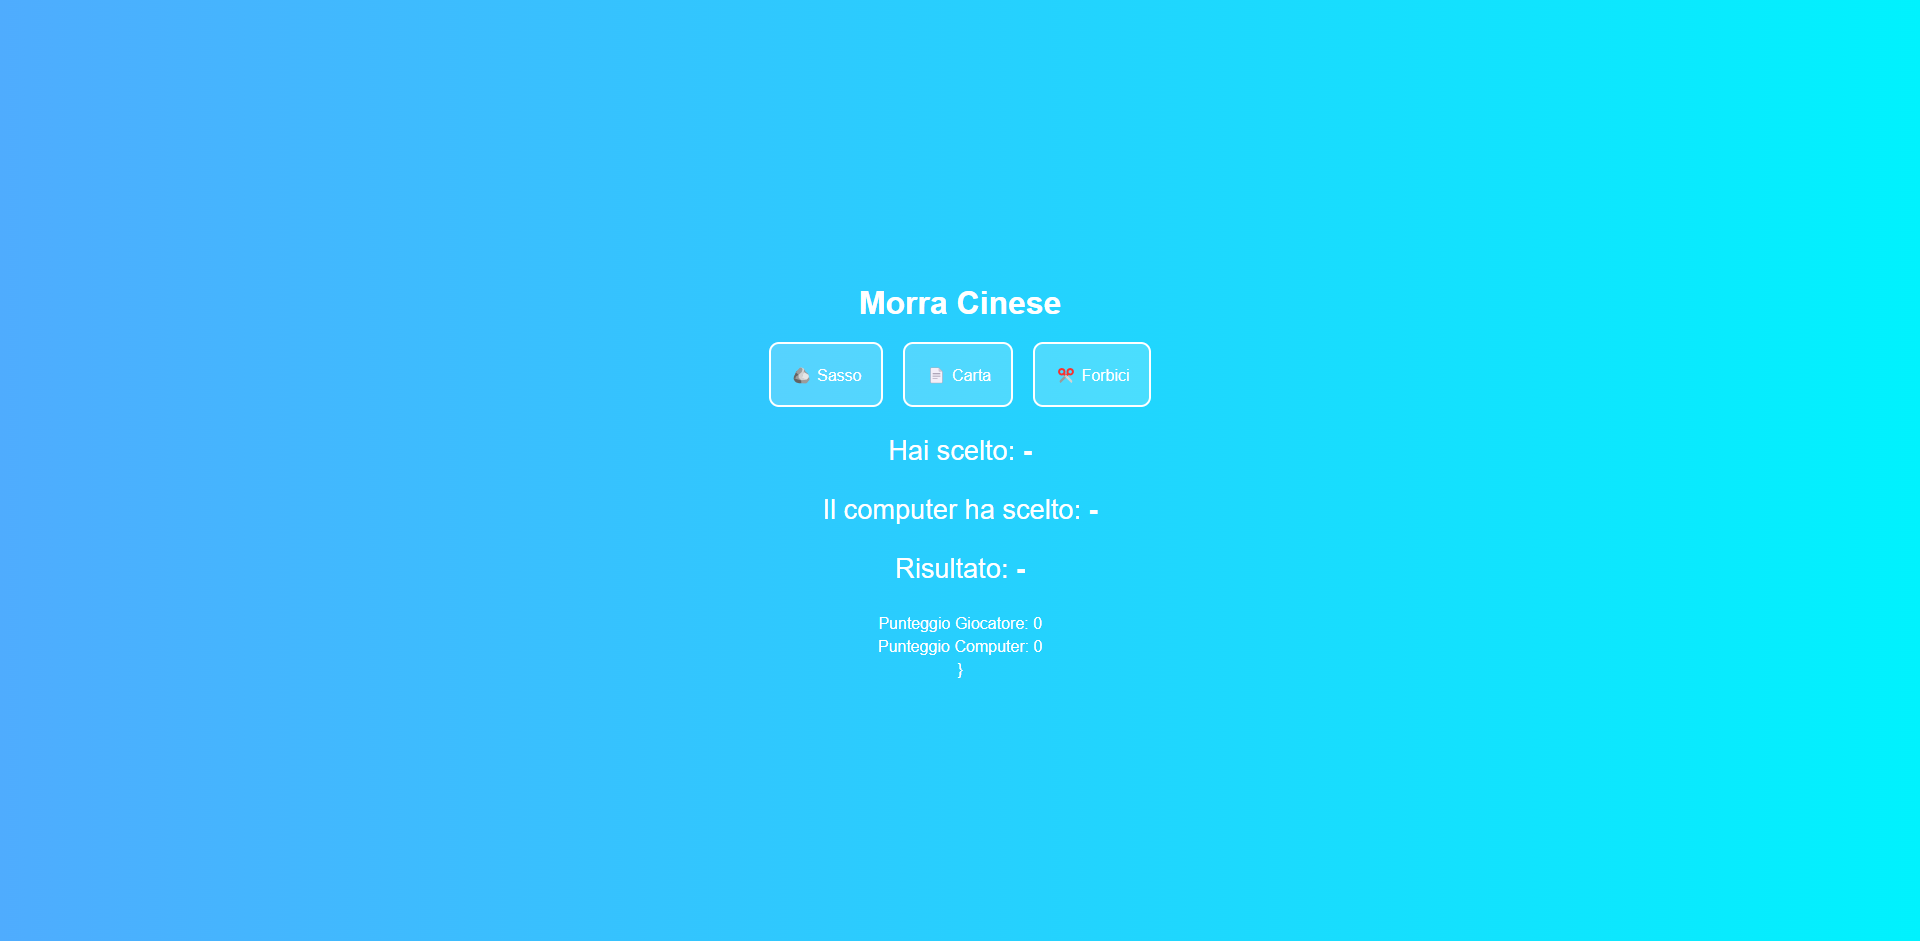 Morra Cinese
Sasso Carta Forbici
Hai scelto: -
Il computer ha scelto: -
Risultato: -
Punteggio Giocatore: 0
Punteggio Computer: 0
}